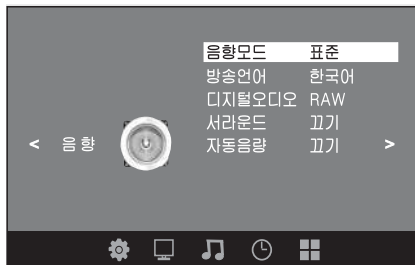 음향모드 표준
방송언어 한국어
디지털오디오 RAW
서라운드 끄기
자동음량 끄기
< 음 향 >